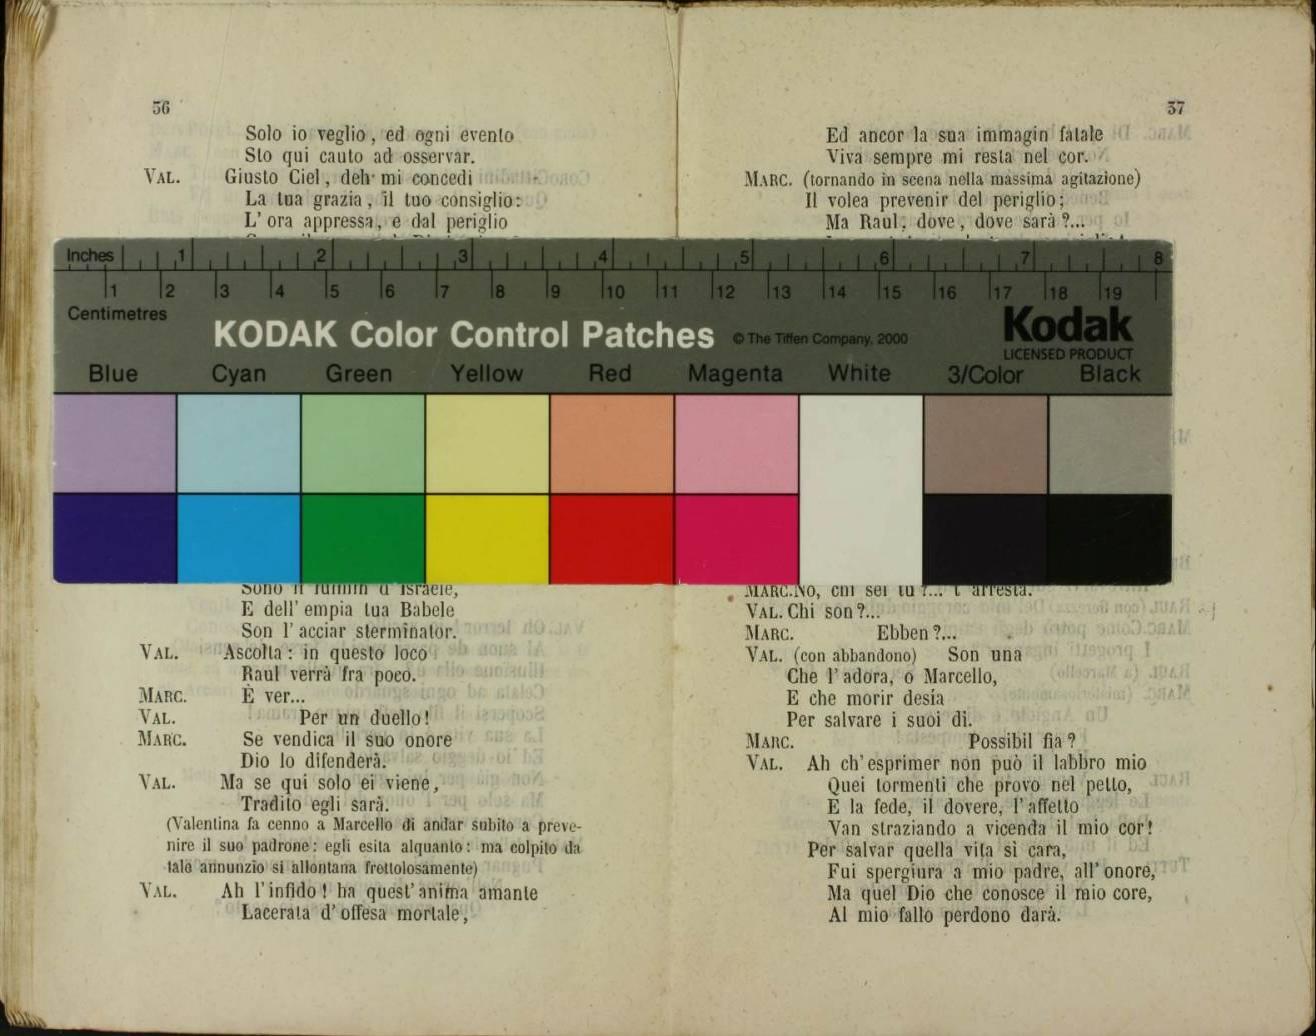 56
Solo io veglio, ed ogni evento
Sto qui cauto ad osservar.
VAL. Giusto Ciel, deh mi concedi
La tua grazia, il tuo consiglio:
L' ora appressa, e dal periglio
Inches 1 2 3 4 5 6 7 8
1 2 3 4 5 6 7 8 9 10 11 12 13 14 15 16 17 18 19
Centimetres
KODAK Color Control Patches © The Tiffen Company, 2000
Kodak
LICENSED PRODUCT
Blue Cyan Green Yellow Red Magenta White 3/Color Black
Sono il fulmin d' Israele,
E dell' empia tua Babele
Son l' acciar sterminator.
VAL. Ascolta: in questo loco
Raul verrà fra poco.
MARC. È ver...
VAL. Per un duello!
MARC. Se vendica il suo onore
Dio lo difenderà.
VAL. Ma se qui solo ei viene,
Tradito egli sarà.
(Valentina fa cenno a Marcello di andar subito a preve-
nire il suo padrone: egli esita alquanto: ma colpito da
tale annunzio si allontana frettolosamente)
VAL. Ah l' infido! ha quest' anima amante
Lacerata d' offesa mortale,
37
Ed ancor la sua immagin fatale
Viva sempre mi resta nel cor.
MARC. (tornando in scena nella massima agitazione)
Il volea prevenir del periglio;
Ma Raul; dove, dove sarà?...
MARC. No, chi sei tu?... t' arresta.
VAL. Chi son?...
MARC. Ebben?...
VAL. (con abbandono) Son una
Che l' adora, o Marcello,
E che morir desía
Per salvare i suoi dì.
MARC. Possibil fia?
VAL. Ah ch' esprimer non può il labbro mio
Quei tormenti che provo nel petto,
E la fede, il dovere, l' affetto
Van straziando a vicenda il mio cor!
Per salvar quella vita sì cara,
Fui spergiura a mio padre, all' onore,
Ma quel Dio che conosce il mio core,
Al mio fallo perdono darà.